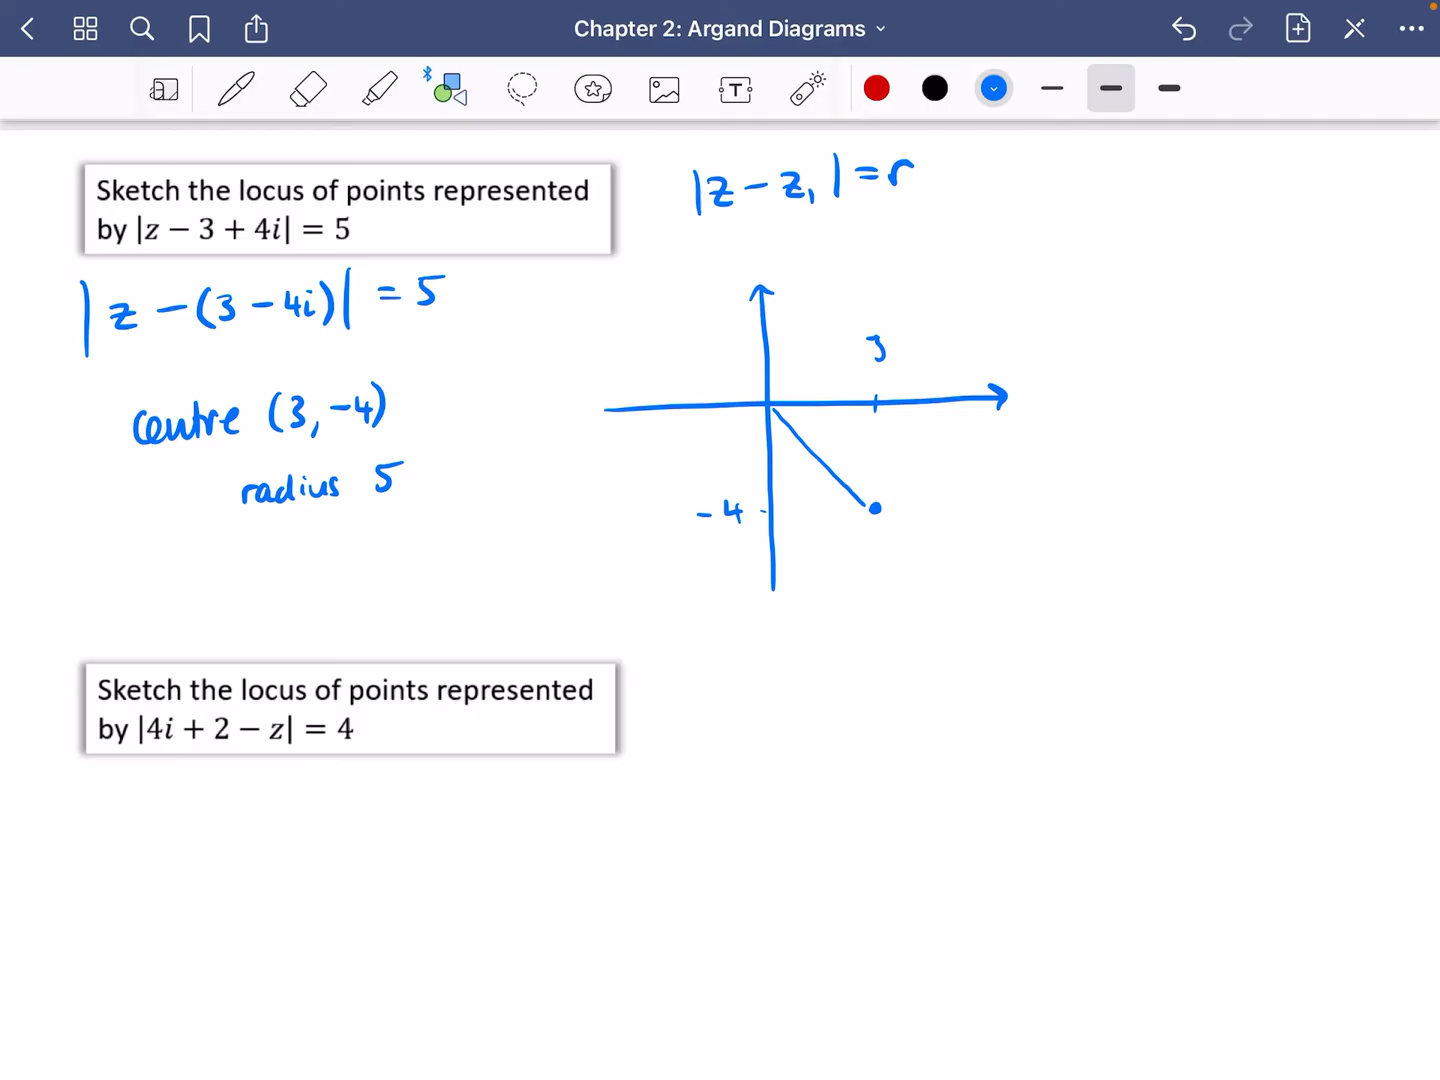 Chapter 2: Argand Diagrams
Sketch the locus of points represented
by |z − 3 + 4i| = 5
|z − z₁| = r
|z − (3 − 4i)| = 5
centre (3, −4)
radius 5
3
−4
Sketch the locus of points represented
by |4i + 2 − z| = 4